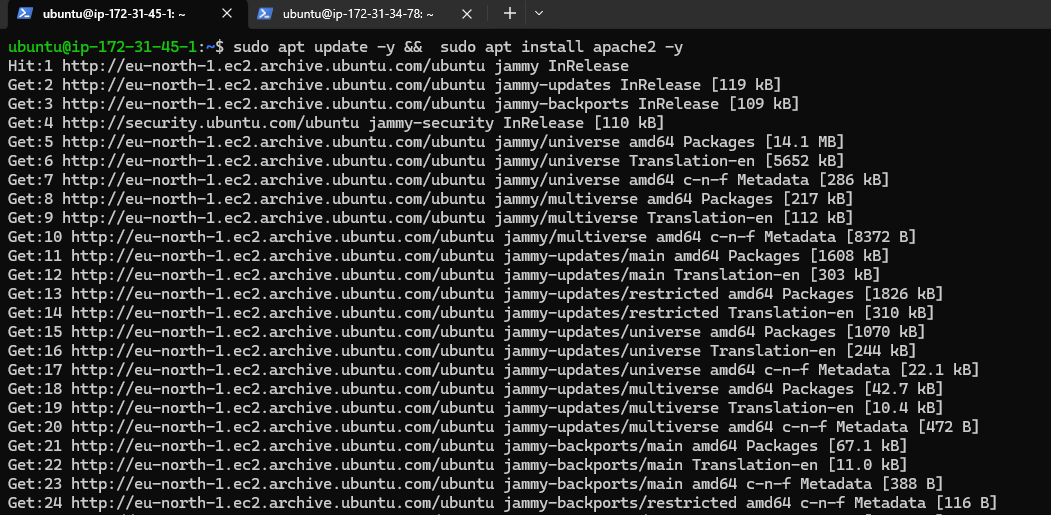 ubuntu@ip-172-31-45-1: ~
ubuntu@ip-172-31-34-78: ~
ubuntu@ip-172-31-45-1:~$ sudo apt update -y &&  sudo apt install apache2 -y
Hit:1 http://eu-north-1.ec2.archive.ubuntu.com/ubuntu jammy InRelease
Get:2 http://eu-north-1.ec2.archive.ubuntu.com/ubuntu jammy-updates InRelease [119 kB]
Get:3 http://eu-north-1.ec2.archive.ubuntu.com/ubuntu jammy-backports InRelease [109 kB]
Get:4 http://security.ubuntu.com/ubuntu jammy-security InRelease [110 kB]
Get:5 http://eu-north-1.ec2.archive.ubuntu.com/ubuntu jammy/universe amd64 Packages [14.1 MB]
Get:6 http://eu-north-1.ec2.archive.ubuntu.com/ubuntu jammy/universe Translation-en [5652 kB]
Get:7 http://eu-north-1.ec2.archive.ubuntu.com/ubuntu jammy/universe amd64 c-n-f Metadata [286 kB]
Get:8 http://eu-north-1.ec2.archive.ubuntu.com/ubuntu jammy/multiverse amd64 Packages [217 kB]
Get:9 http://eu-north-1.ec2.archive.ubuntu.com/ubuntu jammy/multiverse Translation-en [112 kB]
Get:10 http://eu-north-1.ec2.archive.ubuntu.com/ubuntu jammy/multiverse amd64 c-n-f Metadata [8372 B]
Get:11 http://eu-north-1.ec2.archive.ubuntu.com/ubuntu jammy-updates/main amd64 Packages [1608 kB]
Get:12 http://eu-north-1.ec2.archive.ubuntu.com/ubuntu jammy-updates/main Translation-en [303 kB]
Get:13 http://eu-north-1.ec2.archive.ubuntu.com/ubuntu jammy-updates/restricted amd64 Packages [1826 kB]
Get:14 http://eu-north-1.ec2.archive.ubuntu.com/ubuntu jammy-updates/restricted Translation-en [310 kB]
Get:15 http://eu-north-1.ec2.archive.ubuntu.com/ubuntu jammy-updates/universe amd64 Packages [1070 kB]
Get:16 http://eu-north-1.ec2.archive.ubuntu.com/ubuntu jammy-updates/universe Translation-en [244 kB]
Get:17 http://eu-north-1.ec2.archive.ubuntu.com/ubuntu jammy-updates/universe amd64 c-n-f Metadata [22.1 kB]
Get:18 http://eu-north-1.ec2.archive.ubuntu.com/ubuntu jammy-updates/multiverse amd64 Packages [42.7 kB]
Get:19 http://eu-north-1.ec2.archive.ubuntu.com/ubuntu jammy-updates/multiverse Translation-en [10.4 kB]
Get:20 http://eu-north-1.ec2.archive.ubuntu.com/ubuntu jammy-updates/multiverse amd64 c-n-f Metadata [472 B]
Get:21 http://eu-north-1.ec2.archive.ubuntu.com/ubuntu jammy-backports/main amd64 Packages [67.1 kB]
Get:22 http://eu-north-1.ec2.archive.ubuntu.com/ubuntu jammy-backports/main Translation-en [11.0 kB]
Get:23 http://eu-north-1.ec2.archive.ubuntu.com/ubuntu jammy-backports/main amd64 c-n-f Metadata [388 B]
Get:24 http://eu-north-1.ec2.archive.ubuntu.com/ubuntu jammy-backports/restricted amd64 c-n-f Metadata [116 B]